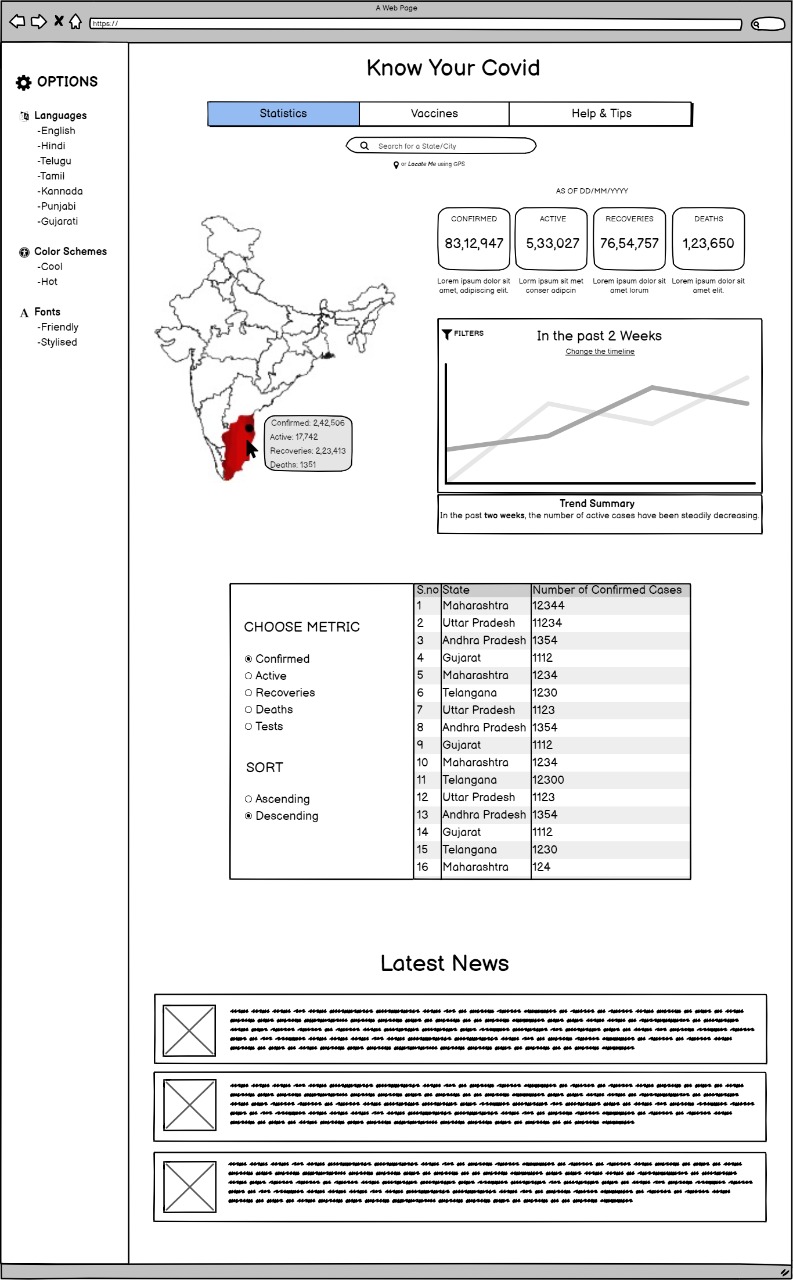 A Web Page
https://
OPTIONS
Languages
-English
-Hindi
-Telugu
-Tamil
-Kannada
-Punjabi
-Gujarati
Color Schemes
-Cool
-Hot
A Fonts
-Friendly
-Stylised
Know Your Covid
Statistics Vaccines Help & Tips
Search for a State/City
or Locate Me using GPS
Confirmed: 2,42,506
Active: 17,742
Recoveries: 2,23,413
Deaths: 1351
AS OF DD/MM/YYYY
CONFIRMED ACTIVE RECOVERIES DEATHS
83,12,947 5,33,027 76,54,757 1,23,650
Lorem ipsum dolor sit Lorm ipsum sit met Lorem ipsum dolor sit Lorem ipsum dolor sit
amet, adipiscing elit. conser adipcin amet lorum amet elit.
FILTERS
In the past 2 Weeks
Change the timeline
Trend Summary
In the past two weeks, the number of active cases have been steadily decreasing.
CHOOSE METRIC
Confirmed
Active
Recoveries
Deaths
Tests
SORT
Ascending
Descending
S.no State Number of Confirmed Cases
1 Maharashtra 12344
2 Uttar Pradesh 11234
3 Andhra Pradesh 1354
4 Gujarat 1112
5 Maharashtra 1234
6 Telangana 1230
7 Uttar Pradesh 1123
8 Andhra Pradesh 1354
9 Gujarat 1112
10 Maharashtra 1234
11 Telangana 12300
12 Uttar Pradesh 1123
13 Andhra Pradesh 1354
14 Gujarat 1112
15 Telangana 1230
16 Maharashtra 124
Latest News